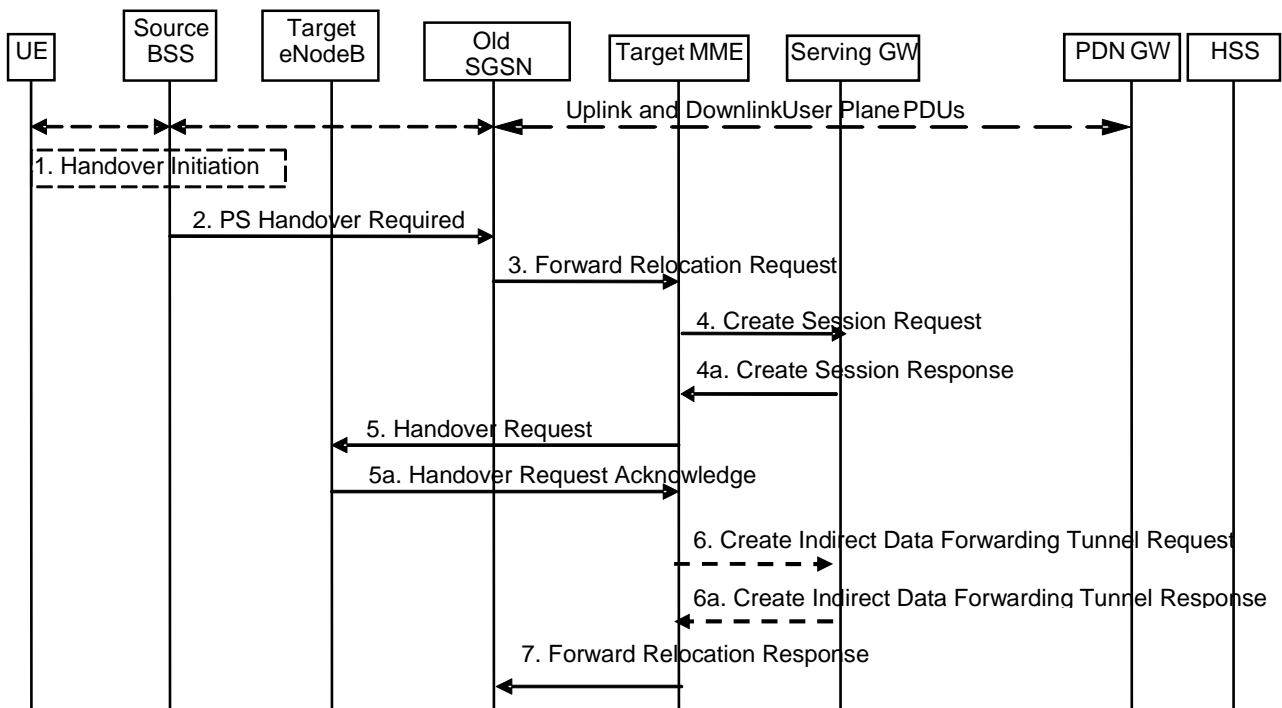 UE
Source
BSS
Target
eNodeB
Old
SGSN
Target MME
Serving GW
PDN GW
HSS
Uplink and DownlinkUser Plane PDUs
1. Handover Initiation
2. PS Handover Required
3. Forward Relocation Request
4. Create Session Request
4a. Create Session Response
5. Handover Request
5a. Handover Request Acknowledge
6. Create Indirect Data Forwarding Tunnel Request
6a. Create Indirect Data Forwarding Tunnel Response
7. Forward Relocation Response